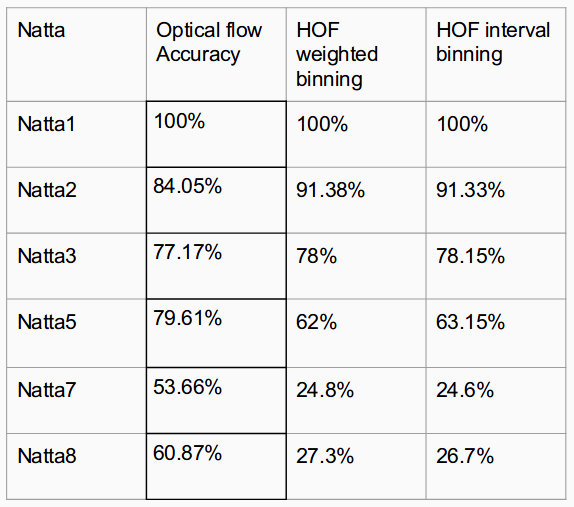 Natta Optical flow Accuracy HOF weighted binning HOF interval binning
Natta1 100% 100% 100%
Natta2 84.05% 91.38% 91.33%
Natta3 77.17% 78% 78.15%
Natta5 79.61% 62% 63.15%
Natta7 53.66% 24.8% 24.6%
Natta8 60.87% 27.3% 26.7%